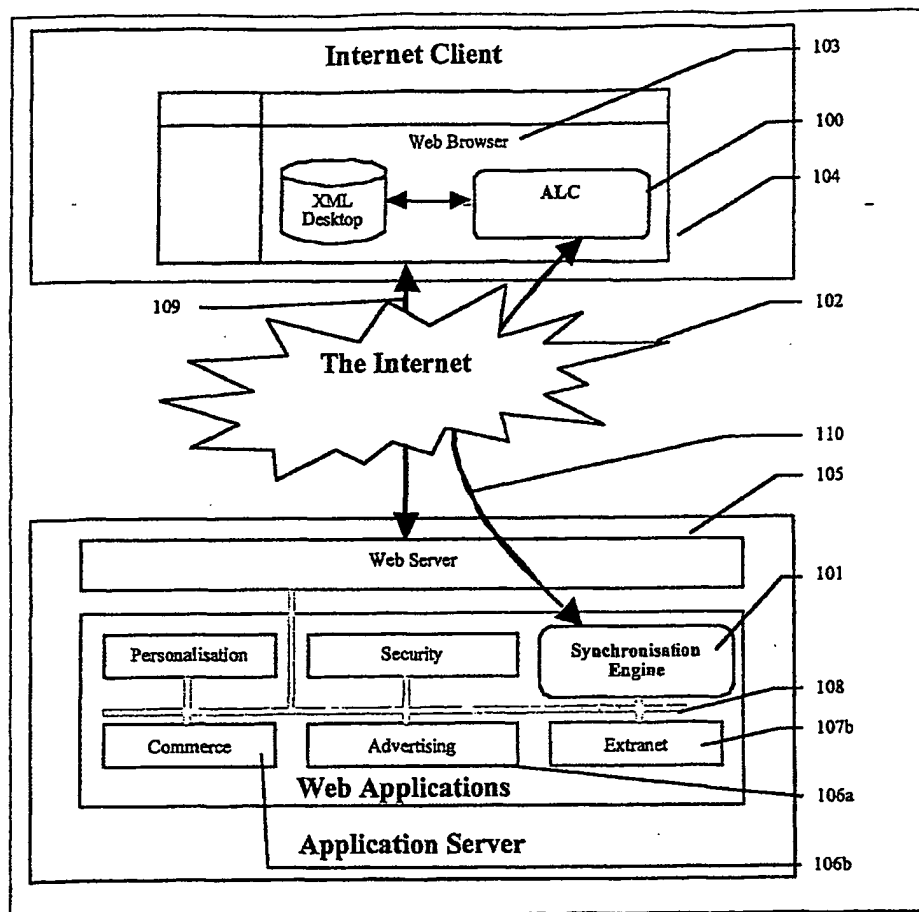 Internet Client
103
Web Browser
100
XML
Desktop
ALC
104
109
102
The Internet
110
105
Web Server
101
Personalisation
Security
Synchronisation
Engine
108
Commerce
Advertising
Extranet
107b
Web Applications
106a
Application Server
106b